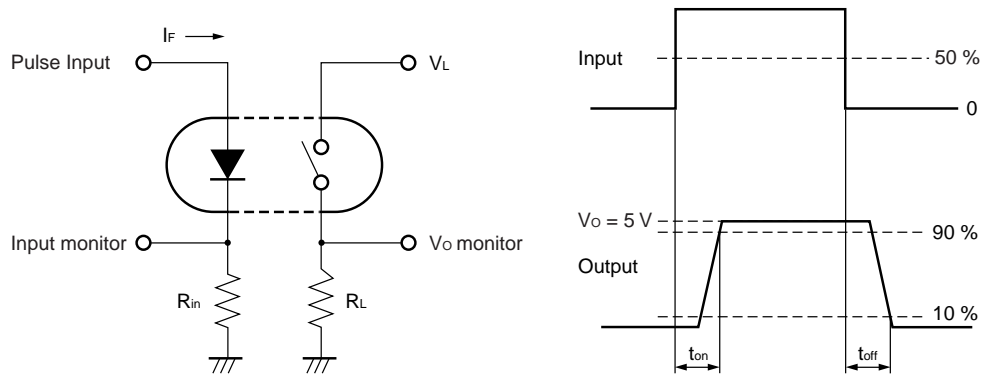 IF
Pulse Input
VL
Input monitor
VO monitor
Rin
RL
Input
50 %
0
VO = 5 V
90 %
Output
10 %
ton
toff